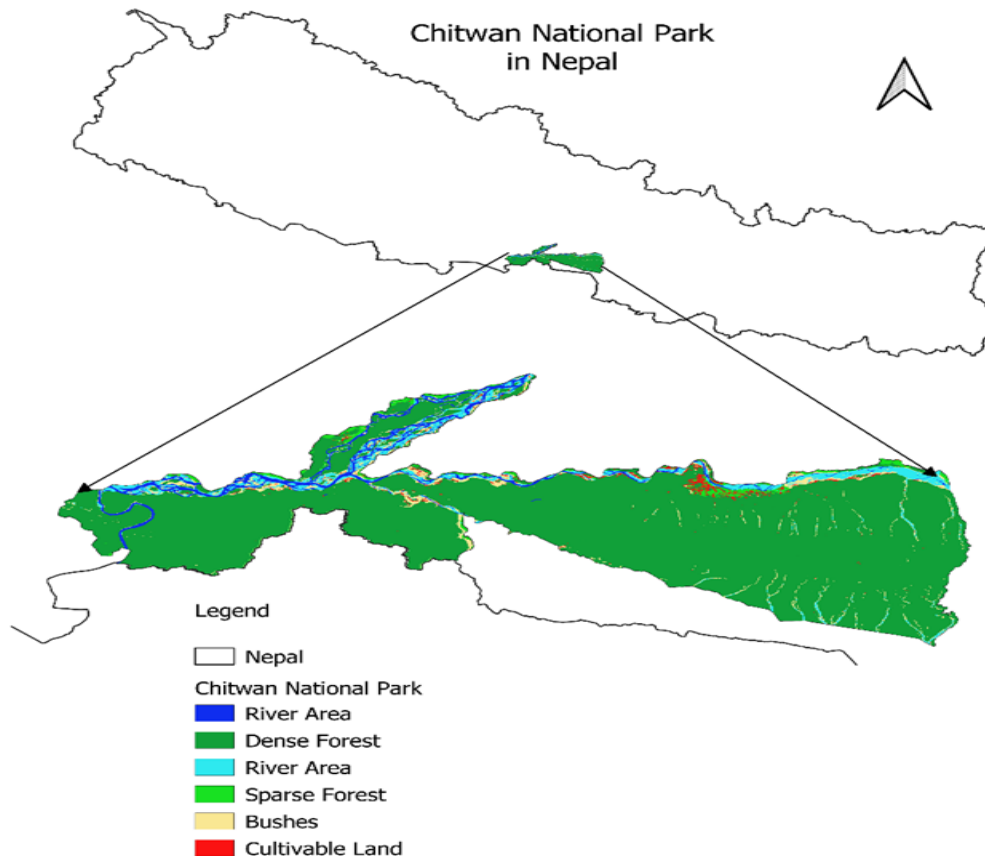 Chitwan National Park
in Nepal
Legend
Nepal
Chitwan National Park
River Area
Dense Forest
River Area
Sparse Forest
Bushes
Cultivable Land